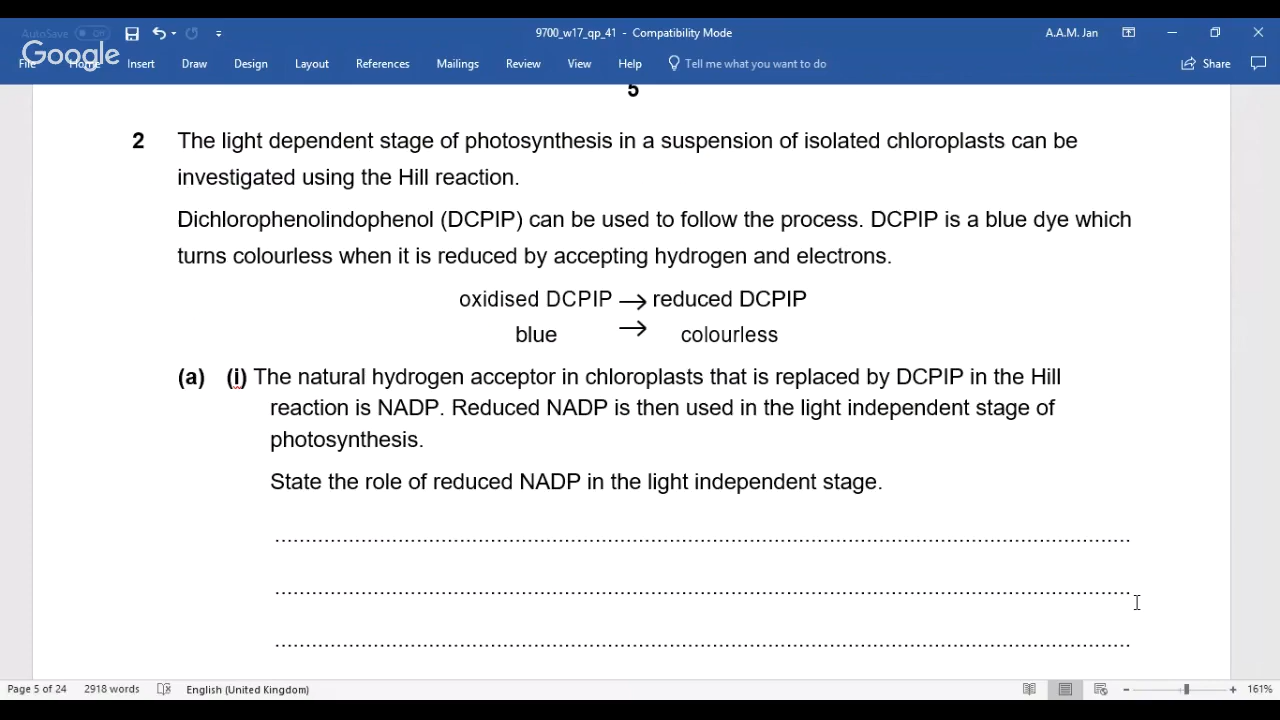 AutoSave Off 9700_w17_qp_41 - Compatibility Mode A.A.M. Jan
Google
File Home Insert Draw Design Layout References Mailings Review View Help Tell me what you want to do Share
5
2 The light dependent stage of photosynthesis in a suspension of isolated chloroplasts can be
investigated using the Hill reaction.
Dichlorophenolindophenol (DCPIP) can be used to follow the process. DCPIP is a blue dye which
turns colourless when it is reduced by accepting hydrogen and electrons.
oxidised DCPIP → reduced DCPIP
blue → colourless
(a) (i) The natural hydrogen acceptor in chloroplasts that is replaced by DCPIP in the Hill
reaction is NADP. Reduced NADP is then used in the light independent stage of
photosynthesis.
State the role of reduced NADP in the light independent stage.
Page 5 of 24 2918 words English (United Kingdom) 161%